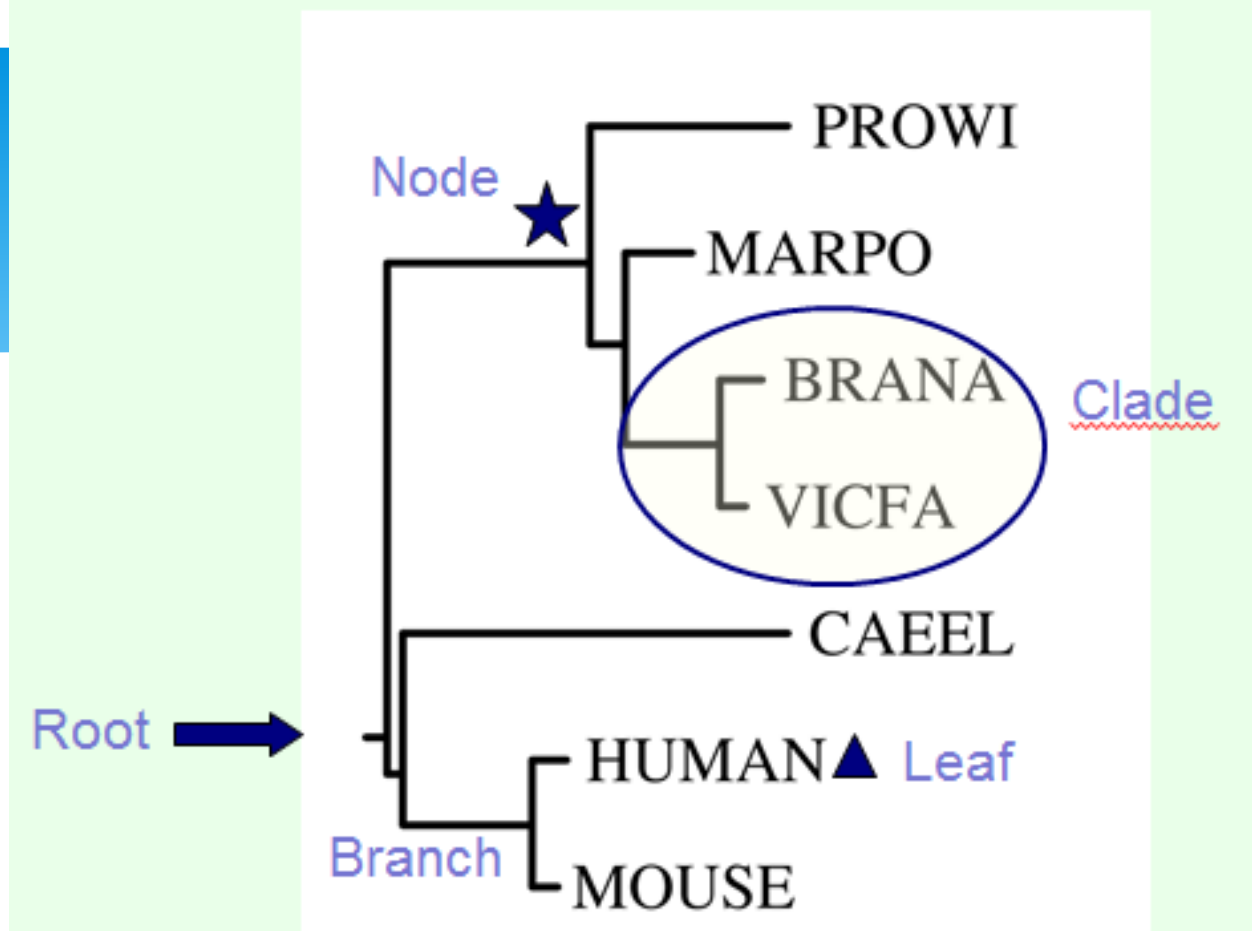 PROWI
Node
MARPO
BRANA
Clade
VICFA
CAEEL
Root
HUMAN Leaf
Branch
MOUSE